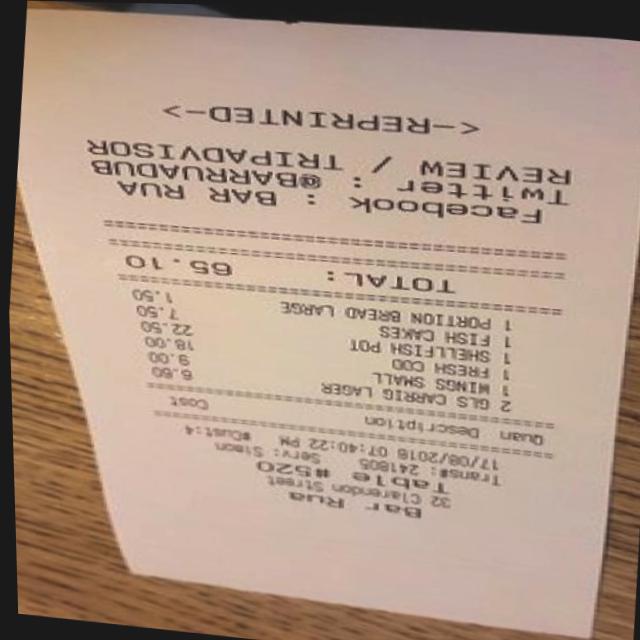 Bar Rua
32 Clarendon Street
Table #520
Trans#: 241805 Serv: Simon
17/08/2018 07:40:22 PM #Cust:4
Quan Description Cost
2 GLS CARRIG LAGER 6.60
1 WINGS SMALL 9.00
1 FRESH COD 18.00
1 SHELLFISH POT 22.50
1 FISH CAKES 7.50
1 PORTION BREAD LARGE 1.50
TOTAL: 65.10
Facebook : BAR RUA
Twitter : @BARRUADUB
REVIEW / TRIPADVISOR
<-REPRINTED->